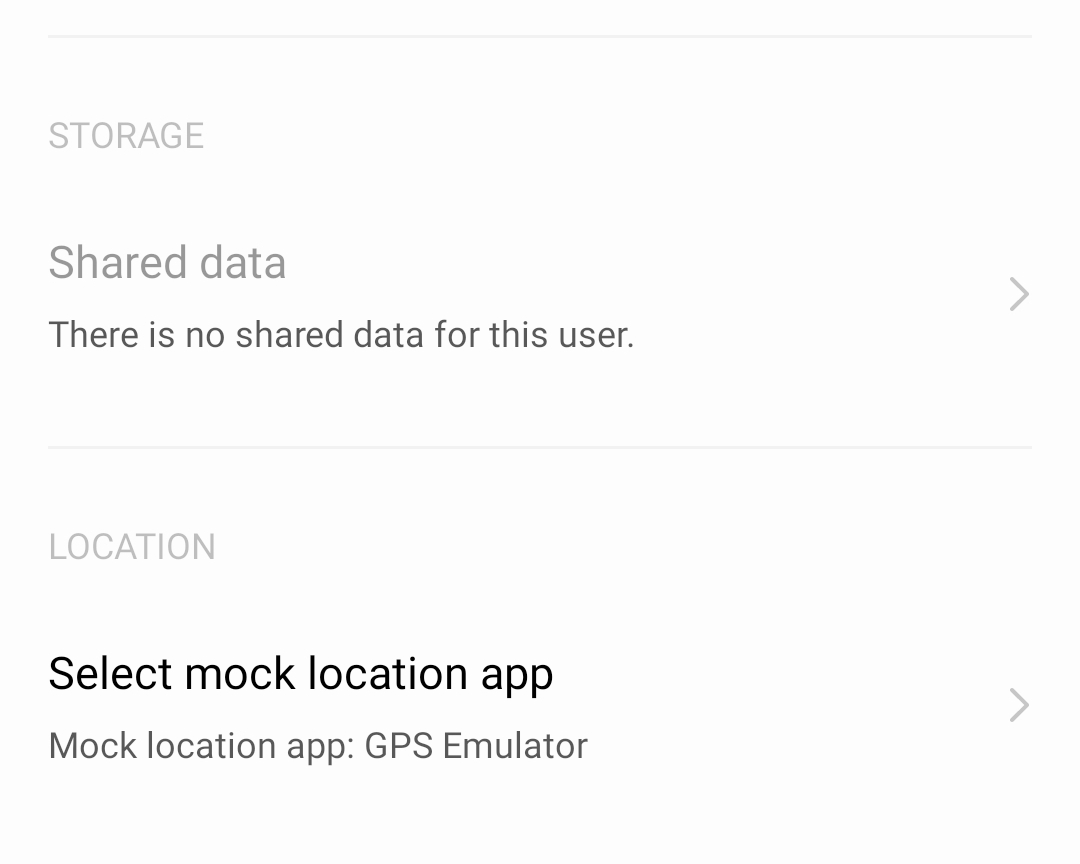 STORAGE
Shared data
There is no shared data for this user.
LOCATION
Select mock location app
Mock location app: GPS Emulator